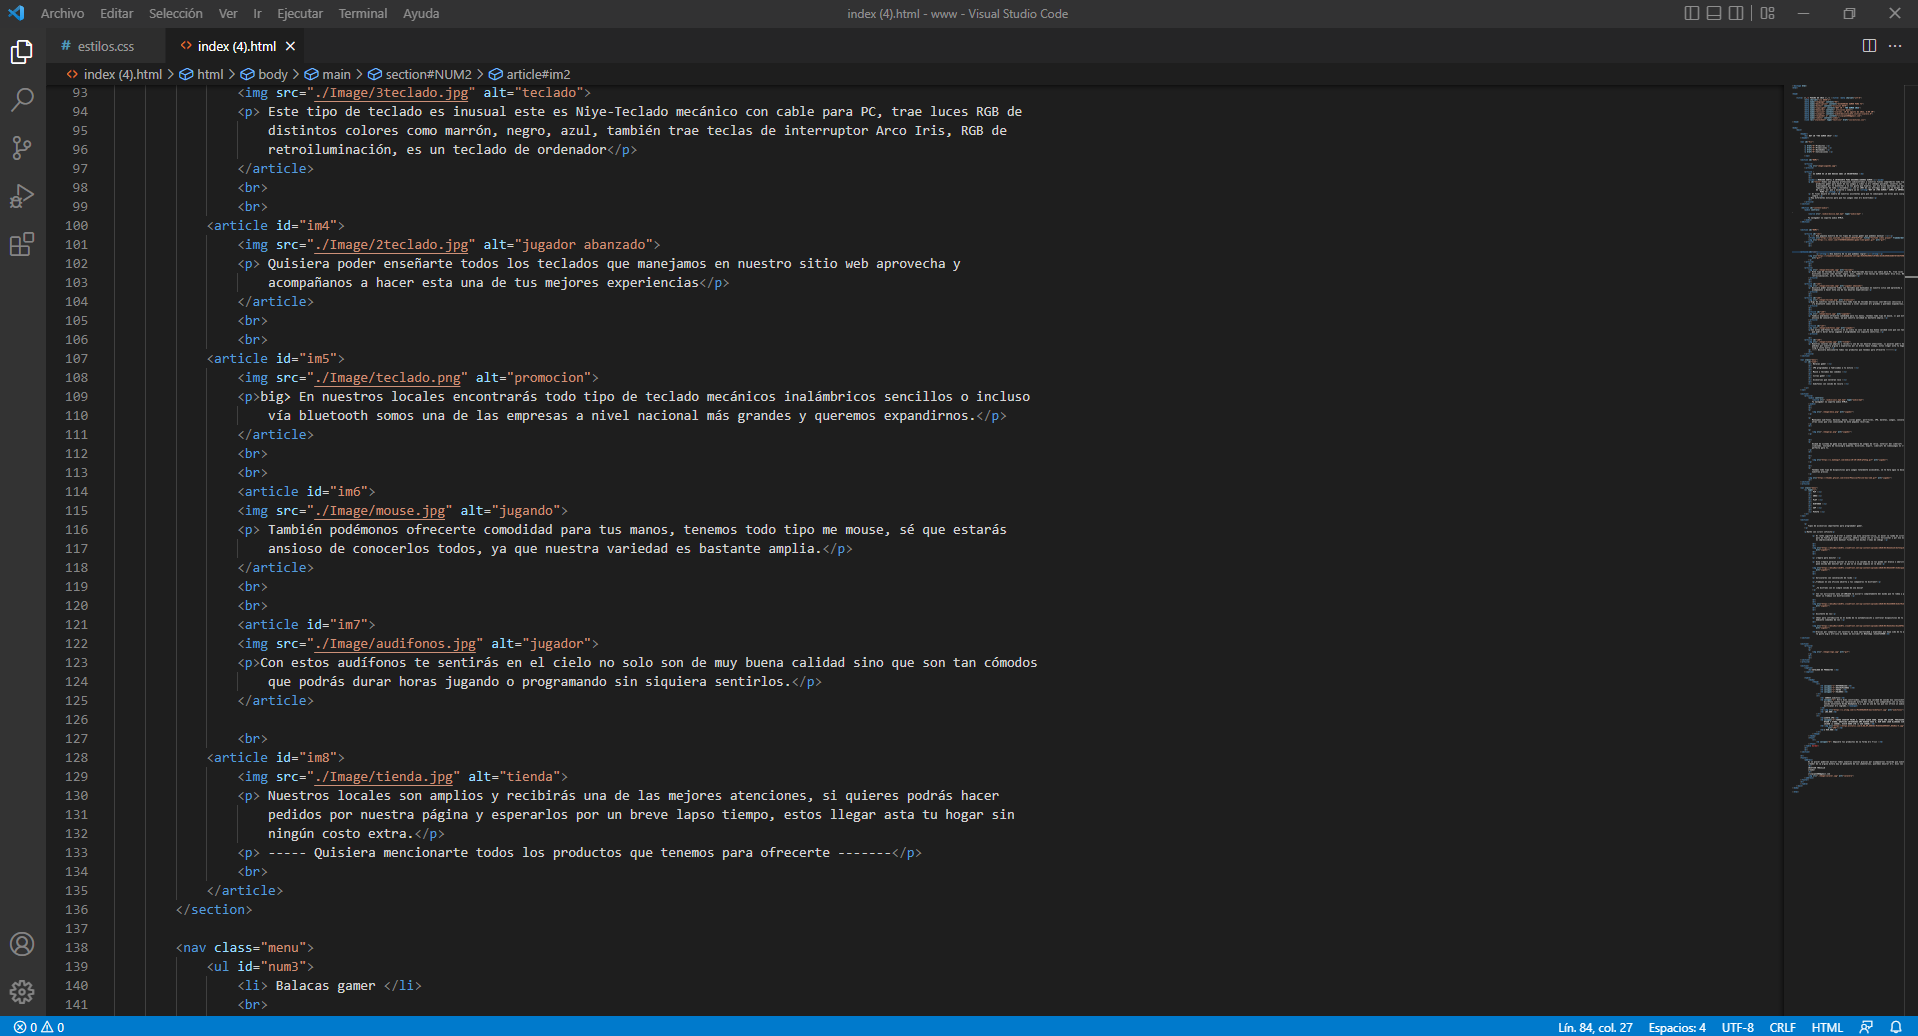 Archivo Editar Selección Ver Ir Ejecutar Terminal Ayuda index (4).html - www - Visual Studio Code
# estilos.css <> index (4).html ×
<> index (4).html > html > body > main > section#NUM2 > article#im2
93 <img src="./Image/3teclado.jpg" alt="teclado">
94 <p> Este tipo de teclado es inusual este es Niye-Teclado mecánico con cable para PC, trae luces RGB de
95 distintos colores como marrón, negro, azul, también trae teclas de interruptor Arco Iris, RGB de
96 retroiluminación, es un teclado de ordenador</p>
97 </article>
98 <br>
99 <br>
100 <article id="im4">
101 <img src="./Image/2teclado.jpg" alt="jugador abanzado">
102 <p> Quisiera poder enseñarte todos los teclados que manejamos en nuestro sitio web aprovecha y
103 acompañanos a hacer esta una de tus mejores experiencias</p>
104 </article>
105 <br>
106 <br>
107 <article id="im5">
108 <img src="./Image/teclado.png" alt="promocion">
109 <p>big> En nuestros locales encontrarás todo tipo de teclado mecánicos inalámbricos sencillos o incluso
110 vía bluetooth somos una de las empresas a nivel nacional más grandes y queremos expandirnos.</p>
111 </article>
112 <br>
113 <br>
114 <article id="im6">
115 <img src="./Image/mouse.jpg" alt="jugando">
116 <p> También podémonos ofrecerte comodidad para tus manos, tenemos todo tipo me mouse, sé que estarás
117 ansioso de conocerlos todos, ya que nuestra variedad es bastante amplia.</p>
118 </article>
119 <br>
120 <br>
121 <article id="im7">
122 <img src="./Image/audifonos.jpg" alt="jugador">
123 <p>Con estos audífonos te sentirás en el cielo no solo son de muy buena calidad sino que son tan cómodos
124 que podrás durar horas jugando o programando sin siquiera sentirlos.</p>
125 </article>
126
127 <br>
128 <article id="im8">
129 <img src="./Image/tienda.jpg" alt="tienda">
130 <p> Nuestros locales son amplios y recibirás una de las mejores atenciones, si quieres podrás hacer
131 pedidos por nuestra página y esperarlos por un breve lapso tiempo, estos llegar asta tu hogar sin
132 ningún costo extra.</p>
133 <p> ----- Quisiera mencionarte todos los productos que tenemos para ofrecerte -------</p>
134 <br>
135 </article>
136 </section>
137
138 <nav class="menu">
139 <ul id="num3">
140 <li> Balacas gamer </li>
141 <br>
0 0 Lín. 84, col. 27 Espacios: 4 UTF-8 CRLF HTML